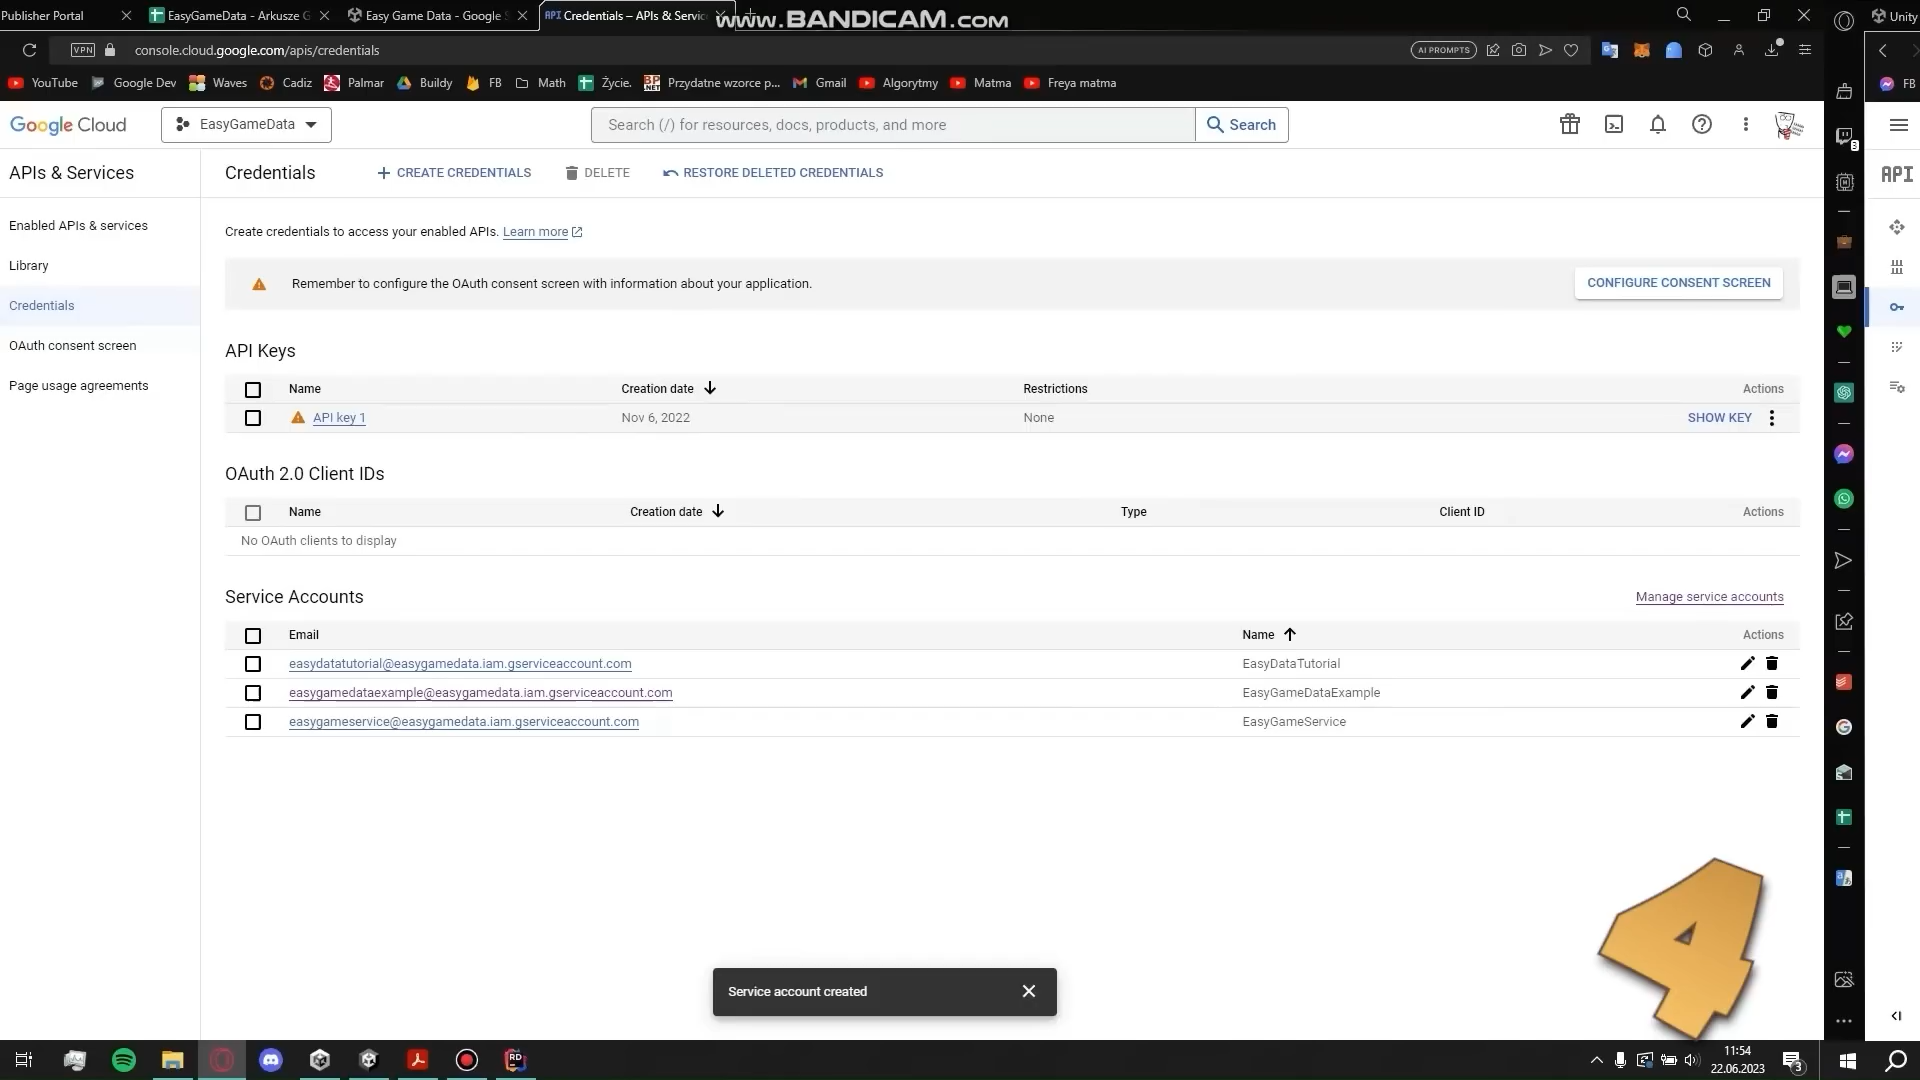 Publisher Portal
EasyGameData - Arkusze G
Easy Game Data - Google S
API Credentials – APIs & Servic
www.BANDICAM.com
Unity
VPN
console.cloud.google.com/apis/credentials
AI PROMPTS
YouTube
Google Dev
Waves
Cadiz
Palmar
Buildy
FB
Math
Życie.
BP .NET Przydatne wzorce p...
Gmail
Algorytmy
Matma
Freya matma
FB
Google Cloud
EasyGameData
Search (/) for resources, docs, products, and more
Search
APIs & Services
Credentials
CREATE CREDENTIALS
DELETE
RESTORE DELETED CREDENTIALS
API
Enabled APIs & services
Library
Credentials
OAuth consent screen
Page usage agreements
Create credentials to access your enabled APIs. Learn more
Remember to configure the OAuth consent screen with information about your application.
CONFIGURE CONSENT SCREEN
API Keys
Name Creation date Restrictions Actions
API key 1 Nov 6, 2022 None SHOW KEY
OAuth 2.0 Client IDs
Name Creation date Type Client ID Actions
No OAuth clients to display
Service Accounts
Manage service accounts
Email Name Actions
easydatatutorial@easygamedata.iam.gserviceaccount.com EasyDataTutorial
easygamedataexample@easygamedata.iam.gserviceaccount.com EasyGameDataExample
easygameservice@easygamedata.iam.gserviceaccount.com EasyGameService
4
Service account created
RD
11:54
22.06.2023
3